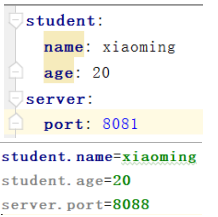 student:
  name: xiaoming
  age: 20
server:
  port: 8081
student.name=xiaoming
student.age=20
server.port=8088